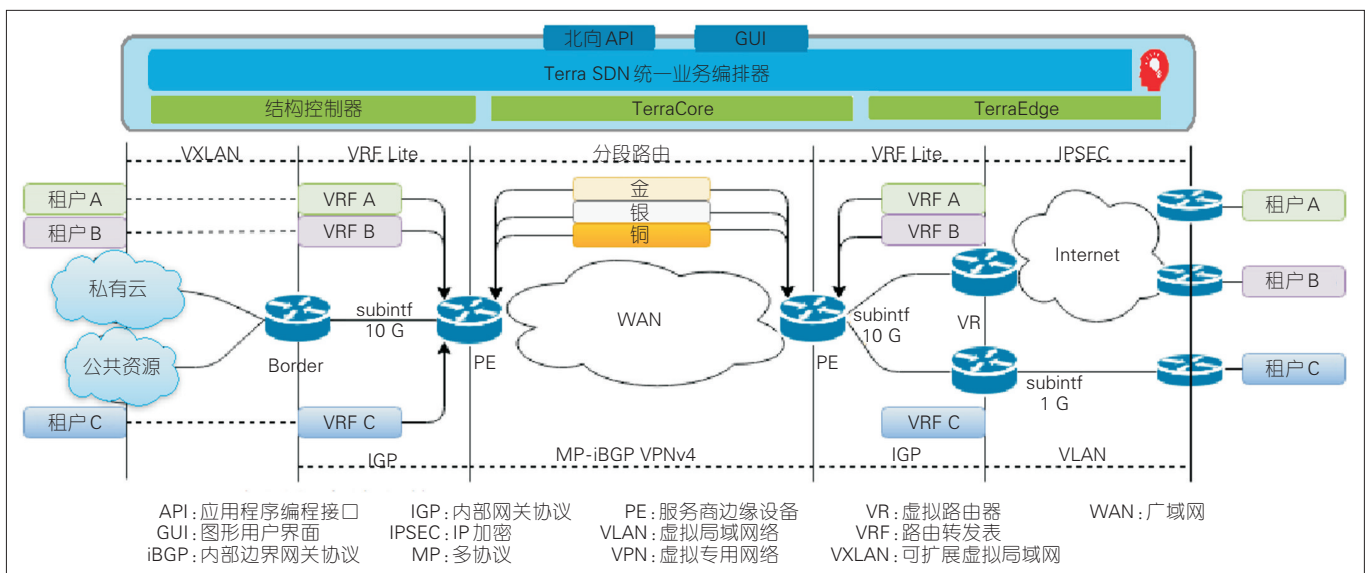 北向API GUI
Terra SDN统一业务编排器
结构控制器 TerraCore TerraEdge
VXLAN VRF Lite 分段路由 VRF Lite IPSEC
租户A VRF A 金 VRF A 租户A
银
租户B VRF B 铜 VRF B
Internet
私有云 租户B
subintf WAN subintf
10 G 10 G VR
公共资源 Border PE PE
租户C
subintf
1 G
租户C VRF C VRF C
IGP MP-iBGP VPNv4 IGP VLAN
API:应用程序编程接口 IGP:内部网关协议 PE:服务商边缘设备 VR:虚拟路由器 WAN:广域网
GUI:图形用户界面 IPSEC:IP加密 VLAN:虚拟局域网络 VRF:路由转发表
iBGP:内部边界网关协议 MP:多协议 VPN:虚拟专用网络 VXLAN:可扩展虚拟局域网